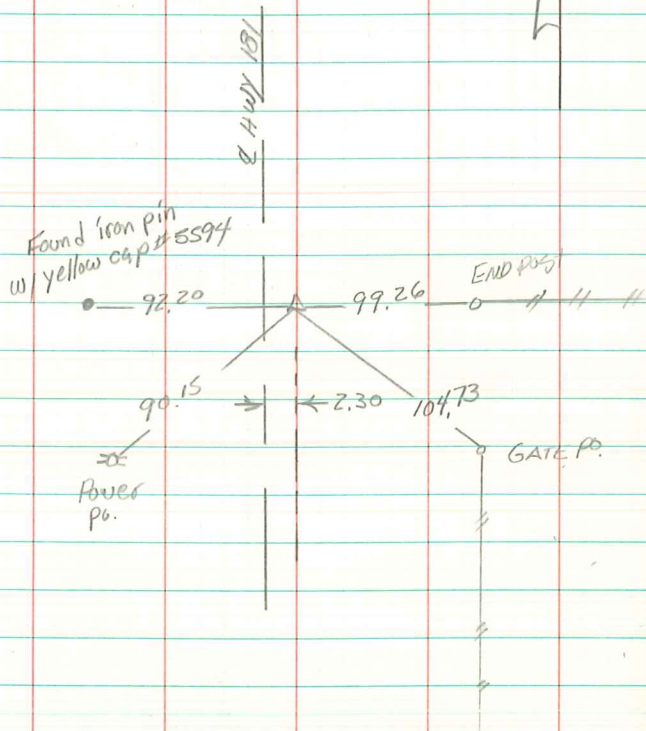 ℄ HWY 181
Found iron pin
w/ yellow cap #5594
END POST
92.20
99.26
90.15
2.30
104.73
GATE PO.
Power
Po.